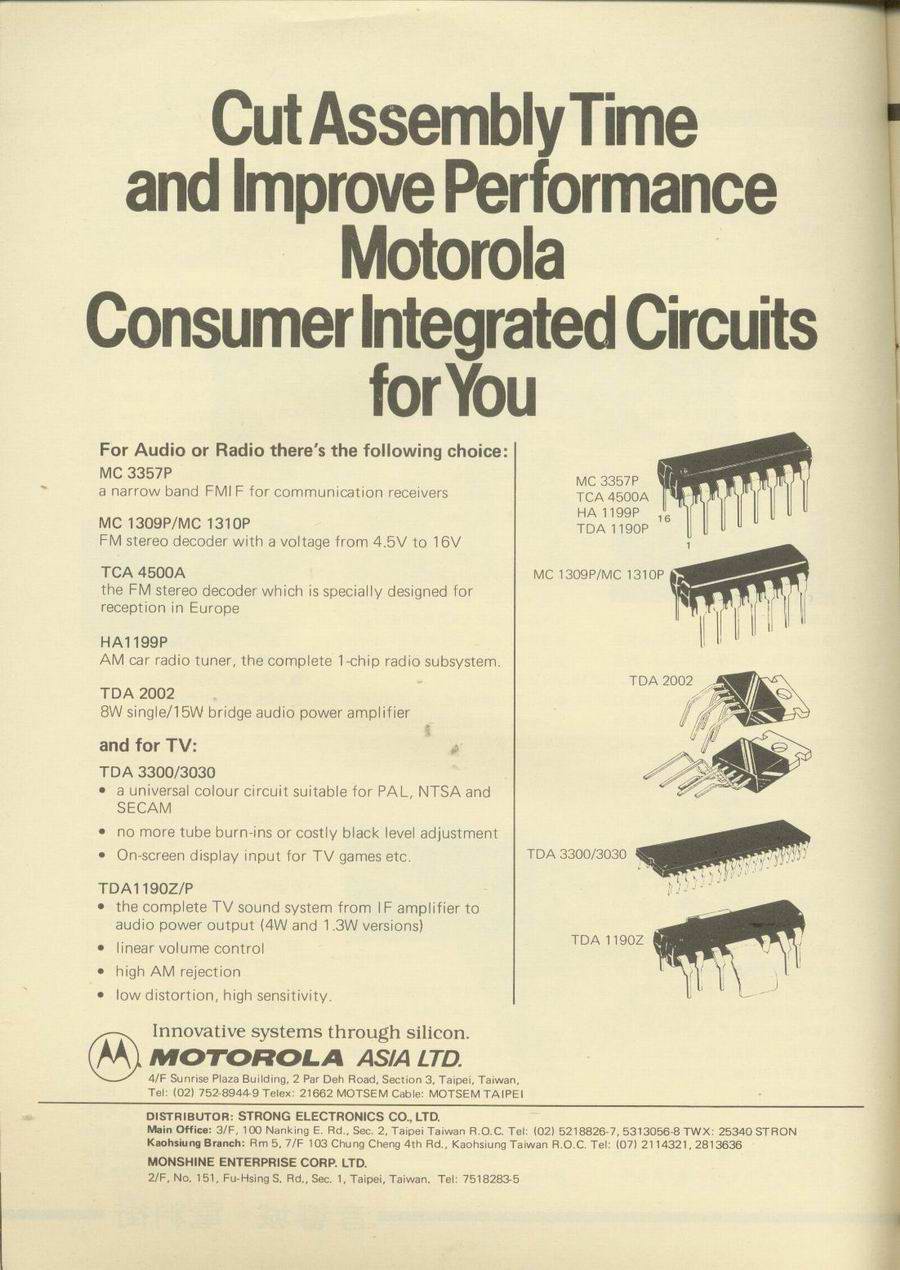 Cut Assembly Time
and Improve Performance
Motorola
Consumer Integrated Circuits
for You
For Audio or Radio there's the following choice:
MC 3357P
a narrow band FMIF for communication receivers
MC 1309P/MC 1310P
FM stereo decoder with a voltage from 4.5V to 16V
TCA 4500A
the FM stereo decoder which is specially designed for
reception in Europe
HA1199P
AM car radio tuner, the complete 1-chip radio subsystem.
TDA 2002
8W single/15W bridge audio power amplifier
and for TV:
TDA 3300/3030
• a universal colour circuit suitable for PAL, NTSA and
SECAM
• no more tube burn-ins or costly black level adjustment
• On-screen display input for TV games etc.
TDA1190Z/P
• the complete TV sound system from IF amplifier to
audio power output (4W and 1.3W versions)
• linear volume control
• high AM rejection
• low distortion, high sensitivity.
MC 3357P
TCA 4500A
HA 1199P
TDA 1190P
16
1
MC 1309P/MC 1310P
TDA 2002
TDA 3300/3030
TDA 1190Z
Innovative systems through silicon.
MOTOROLA ASIA LTD.
4/F Sunrise Plaza Building, 2 Par Deh Road, Section 3, Taipei, Taiwan,
Tel: (02) 752-8944-9 Telex: 21662 MOTSEM Cable: MOTSEM TAIPEI
DISTRIBUTOR: STRONG ELECTRONICS CO., LTD.
Main Office: 3/F, 100 Nanking E. Rd., Sec. 2, Taipei Taiwan R.O.C. Tel: (02) 5218826-7, 5313056-8 TWX: 25340 STRON
Kaohsiung Branch: Rm 5, 7/F 103 Chung Cheng 4th Rd., Kaohsiung Taiwan R.O.C. Tel: (07) 2114321, 2813636
MONSHINE ENTERPRISE CORP. LTD.
2/F, No. 151, Fu-Hsing S. Rd., Sec. 1, Taipei, Taiwan. Tel: 7518283-5